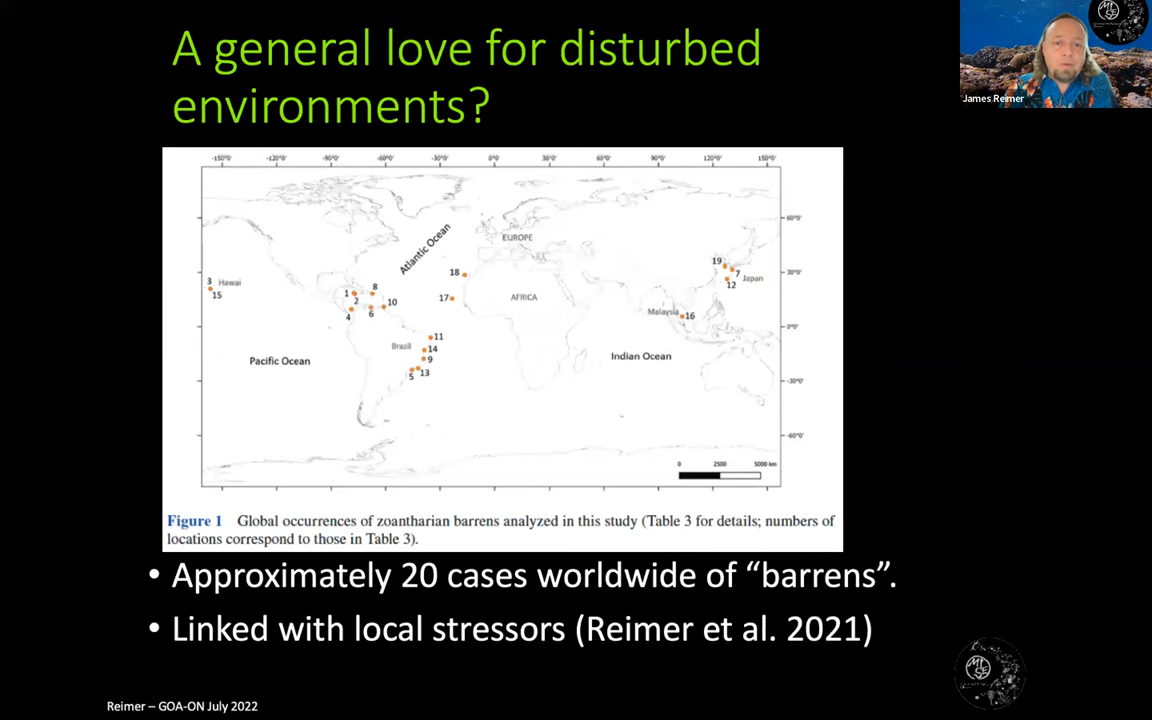 A general love for disturbed
environments?
James Reimer
-150°0' -120°0' -90°0' -60°0' -30°0' 0°0' 30°0' 60°0' 90°0' 120°0' 150°0'
60°0'
30°0'
0°0'
-30°0'
-60°0'
Atlantic Ocean
EUROPE
AFRICA
3 Hawai
15
1
2
8
10
4
6
18
17
19
7
Japan
12
Malaysia 16
11
Brazil
14
9
5
13
Pacific Ocean
Indian Ocean
0 2500 5000 km
Figure 1 Global occurrences of zoantharian barrens analyzed in this study (Table 3 for details; numbers of
locations correspond to those in Table 3).
• Approximately 20 cases worldwide of “barrens”.
• Linked with local stressors (Reimer et al. 2021)
MISE
Reimer – GOA-ON July 2022